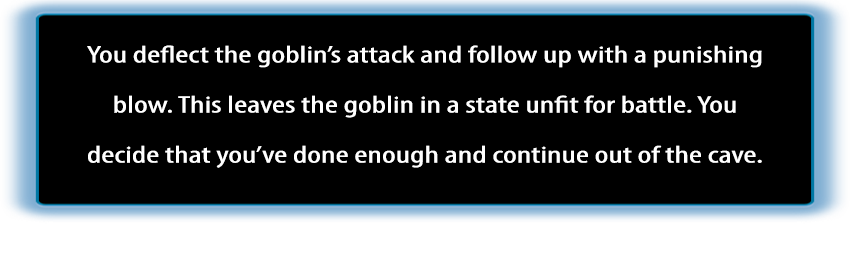 You deflect the goblin’s attack and follow up with a punishing
blow. This leaves the goblin in a state unfit for battle. You
decide that you’ve done enough and continue out of the cave.